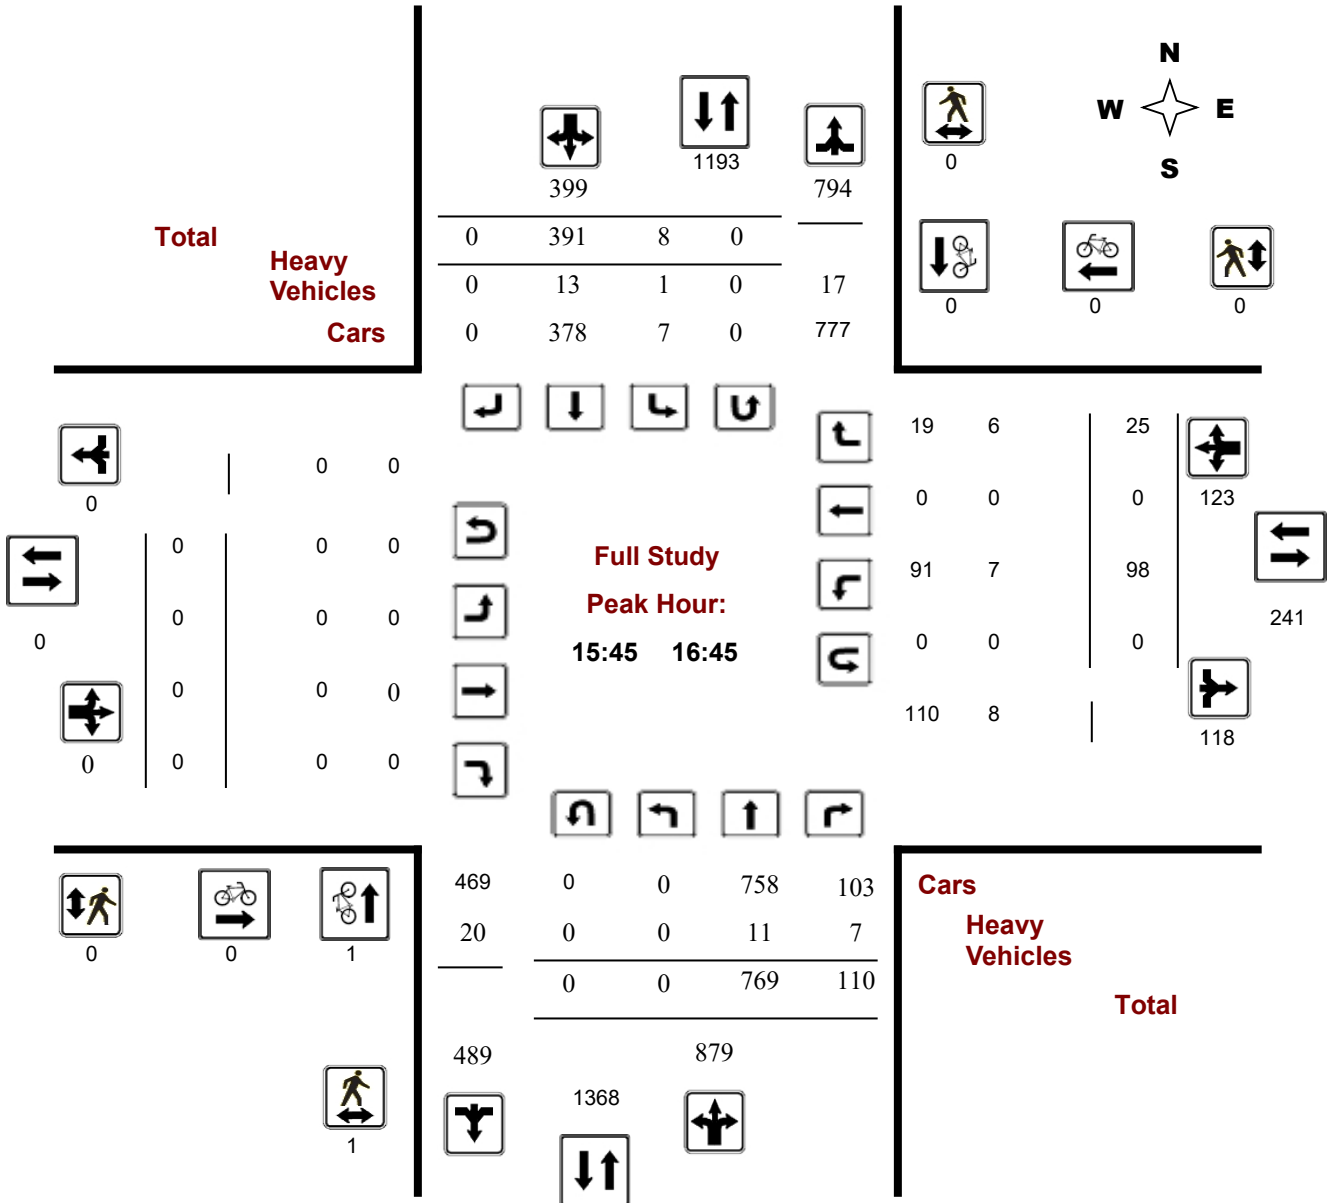 N
W E
S
1193
0
399 794
Total 0 391 8 0
0 0 0
Heavy
Vehicles 0 13 1 0 17
Cars 0 378 7 0 777
19 6 25
0 0
0
0 0 0 123
0 0 0
Full Study
91 7 98
Peak Hour:
0 0 0
241
0
0 0 0
15:45 16:45
0 0 0
110 8
118
0
0 0 0
469 0 0 758 103
Cars
20 0 0 11 7
Heavy
Vehicles
0 0 1
0 0 769 110
Total
489 879
1368
1